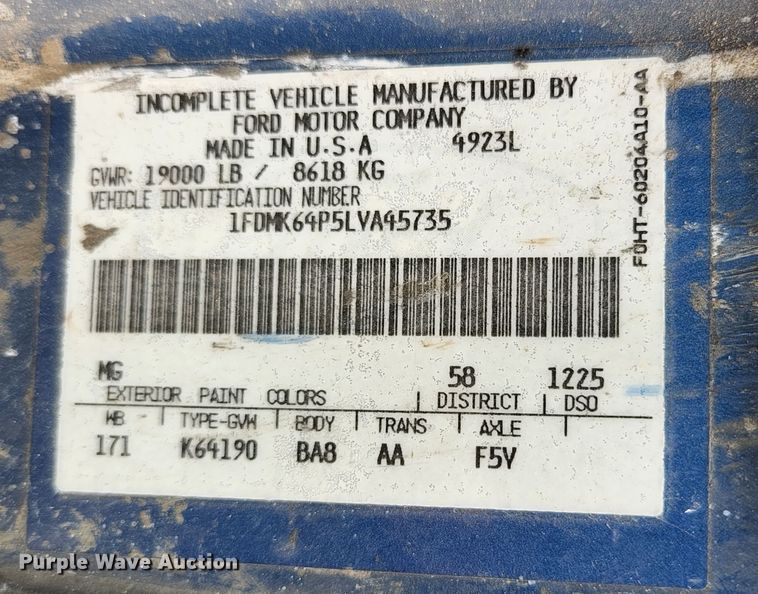 INCOMPLETE VEHICLE MANUFACTURED BY
FORD MOTOR COMPANY
MADE IN U.S.A 4923L
GVWR: 19000 LB / 8618 KG
VEHICLE IDENTIFICATION NUMBER
1FDMK64P5LVA45735
F0HT-60204A10-AA
MG 58 1225
EXTERIOR PAINT COLORS DISTRICT DSO
WB TYPE-GVW BODY TRANS AXLE
171 K64190 BA8 AA F5V
Purple Wave Auction